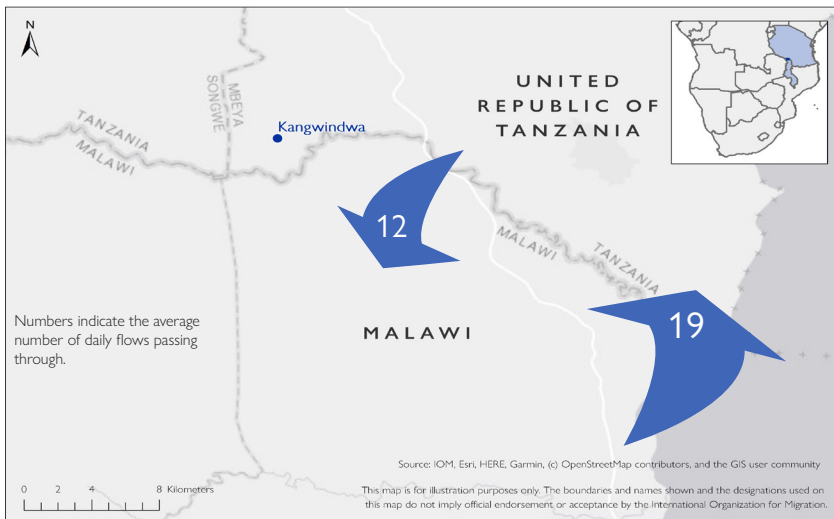 N
UNITED
REPUBLIC OF
TANZANIA
MBEYA
SONGWE
Kangwindwa
TANZANIA
MALAWI
12
TANZANIA
MALAWI
19
Numbers indicate the average
number of daily flows passing
through.
MALAWI
Source: IOM, Esri, HERE, Garmin, (c) OpenStreetMap contributors, and the GIS user community
0 2 4 8 Kilometers
This map is for illustration purposes only. The boundaries and names shown and the designations used on
this map do not imply official endorsement or acceptance by the International Organization for Migration.